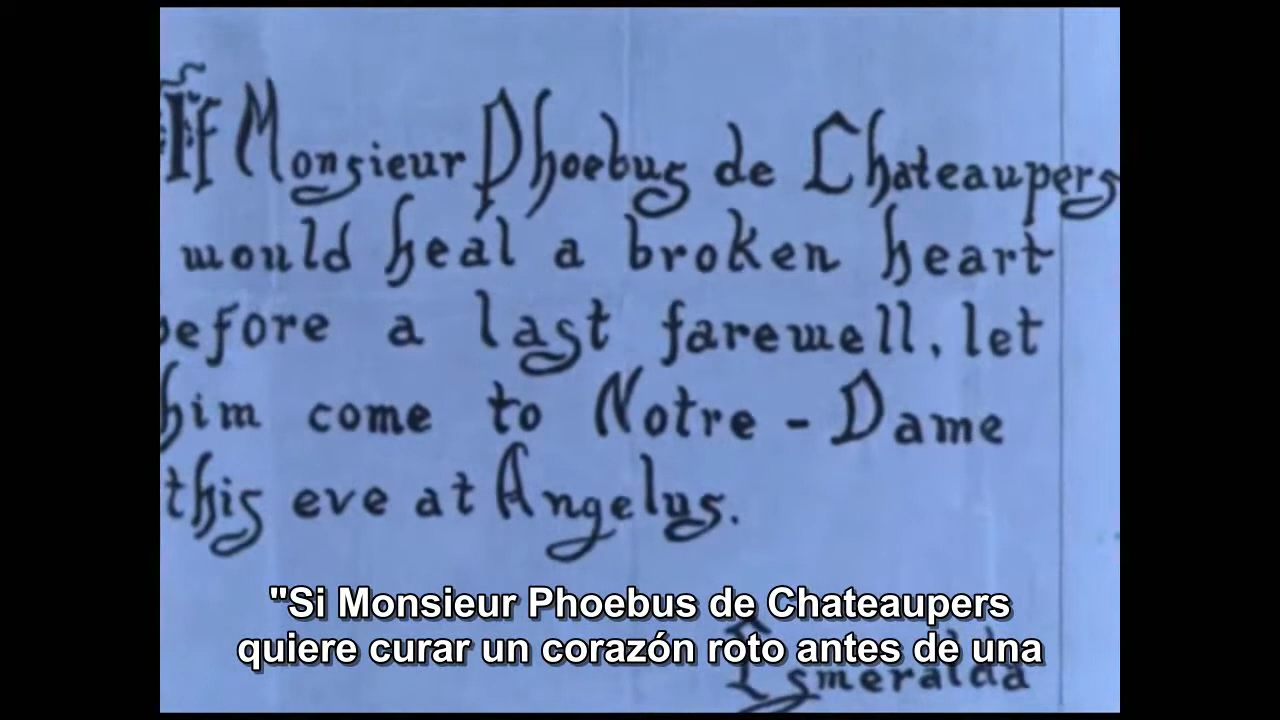 If Monsieur Phoebus de Chateaupers
would heal a broken heart
before a last farewell, let
him come to Notre-Dame
this eve at Angelus.
Esmeralda
"Si Monsieur Phoebus de Chateaupers
quiere curar un corazón roto antes de una